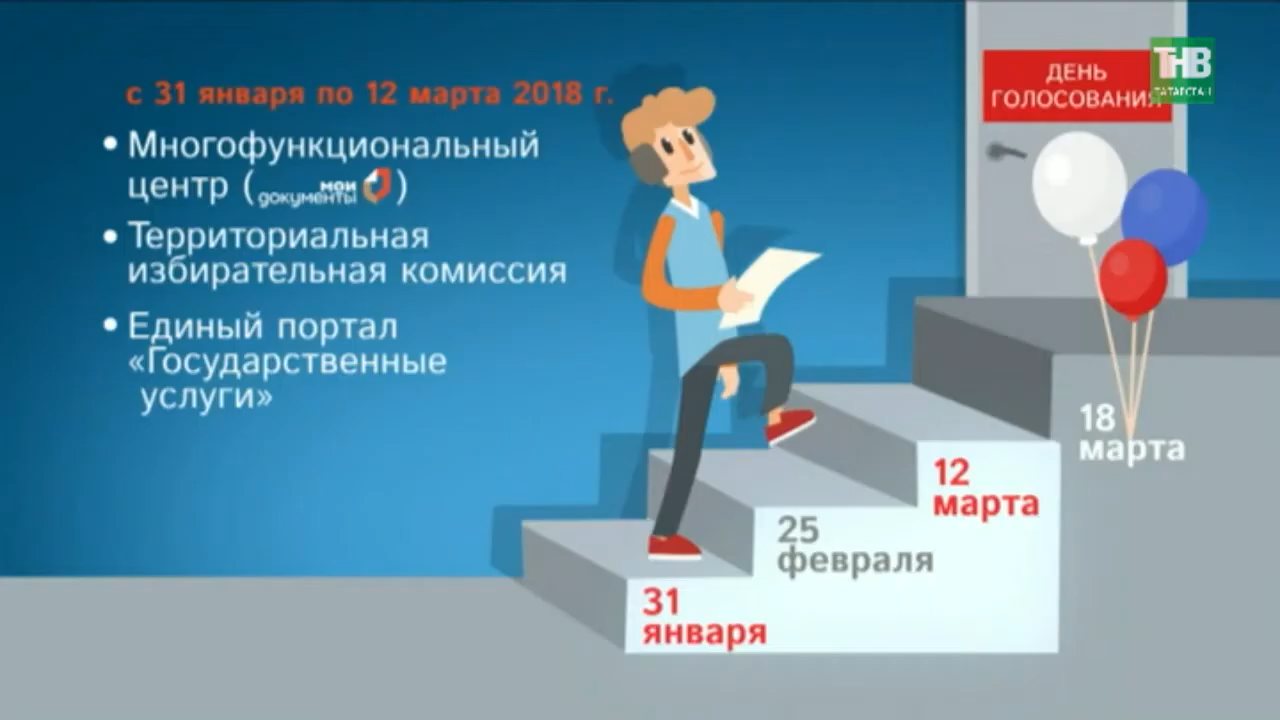 с 31 января по 12 марта 2018 г.
• Многофункциональный
центр (мои документы)
• Территориальная
избирательная комиссия
• Единый портал
«Государственные
услуги»
ДЕНЬ
ГОЛОСОВАНИЯ
ТНВ
ТАТАРСТАН
18
марта
12
марта
25
февраля
31
января